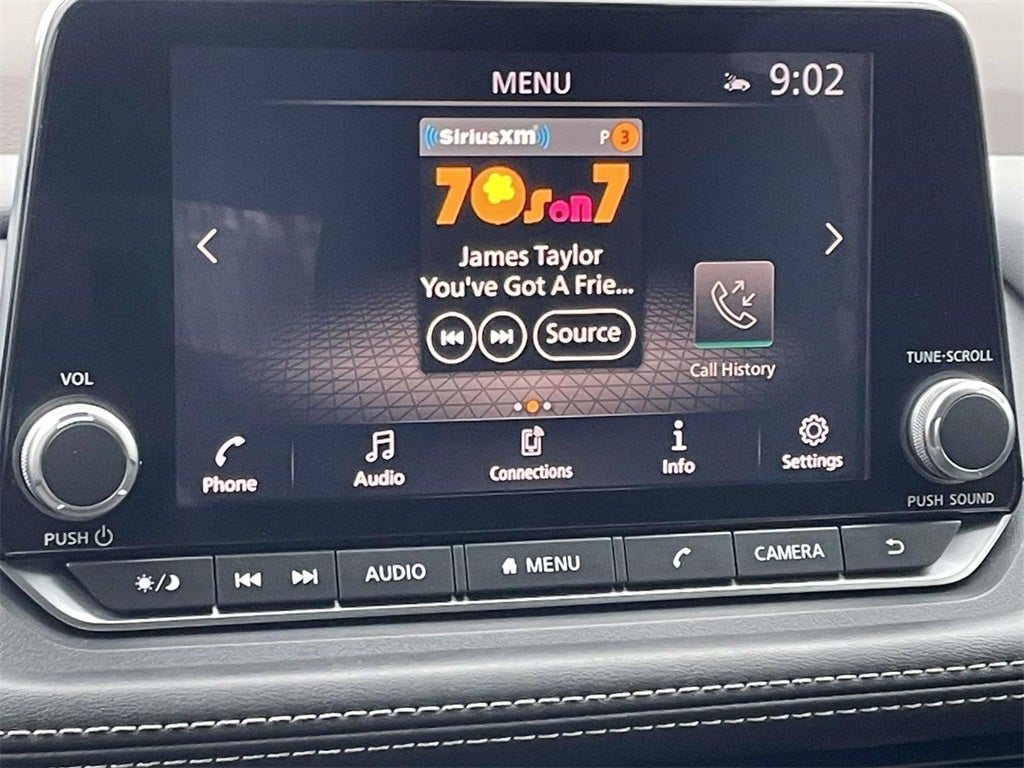 MENU
9:02
SiriusXM P 3
70s on 7
James Taylor
You've Got A Frie...
Source
Call History
VOL
TUNE·SCROLL
Phone
Audio
Connections
Info
Settings
PUSH
PUSH SOUND
AUDIO
MENU
CAMERA